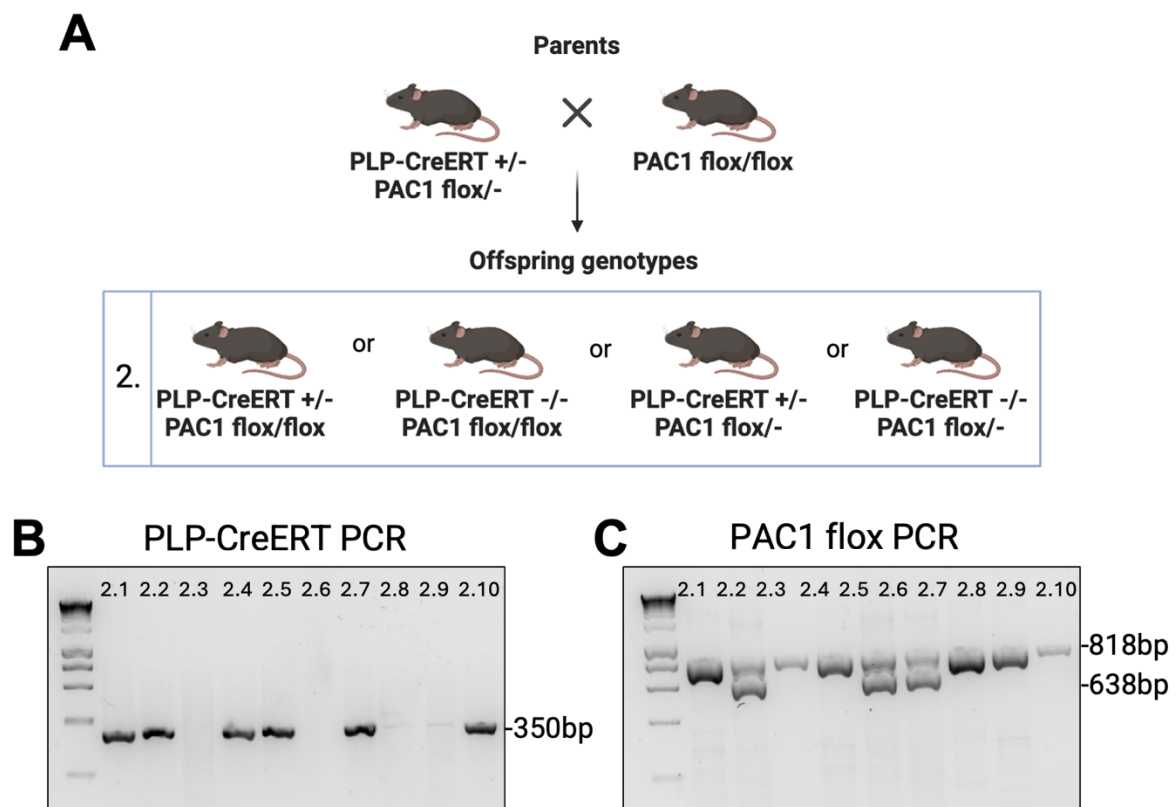 A
Parents
PLP-CreERT +/-
PAC1 flox/-
PAC1 flox/flox
Offspring genotypes
2.
PLP-CreERT +/-
PAC1 flox/flox
or
PLP-CreERT -/-
PAC1 flox/flox
or
PLP-CreERT +/-
PAC1 flox/-
or
PLP-CreERT -/-
PAC1 flox/-
B
PLP-CreERT PCR
2.1 2.2 2.3 2.4 2.5 2.6 2.7 2.8 2.9 2.10
-350bp
C
PAC1 flox PCR
2.1 2.2 2.3 2.4 2.5 2.6 2.7 2.8 2.9 2.10
-818bp
-638bp